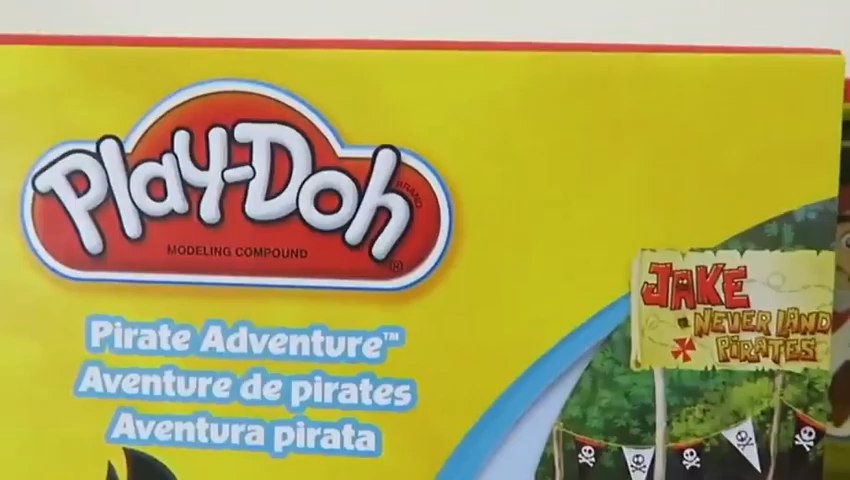 Play-Doh
BRAND
MODELING COMPOUND
®
Pirate Adventure™
Aventure de pirates
Aventura pirata
JAKE
NEVER LAND
PIRATES